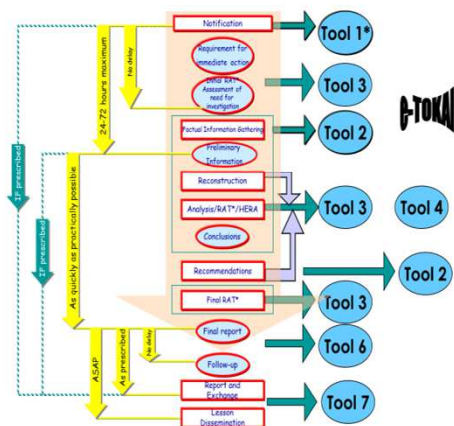 Notification
Tool 1*
Requirement for
immediate action
No delay
24-72 hours maximum
Initial RAT*
Assessment of
need for
investigation
Tool 3
Factual Information Gathering
Tool 2
e-TOKAI
Preliminary
Information
IF prescribed
IF prescribed
As quickly as practically possible
Reconstruction
Analysis/RAT*/HERA
Tool 3
Tool 4
Conclusions
Recommendations
Tool 2
Final RAT*
Tool 3
Final report
Tool 6
ASAP
As prescribed
No delay
Follow-up
Report and
Exchange
Tool 7
Lesson
Dissemination